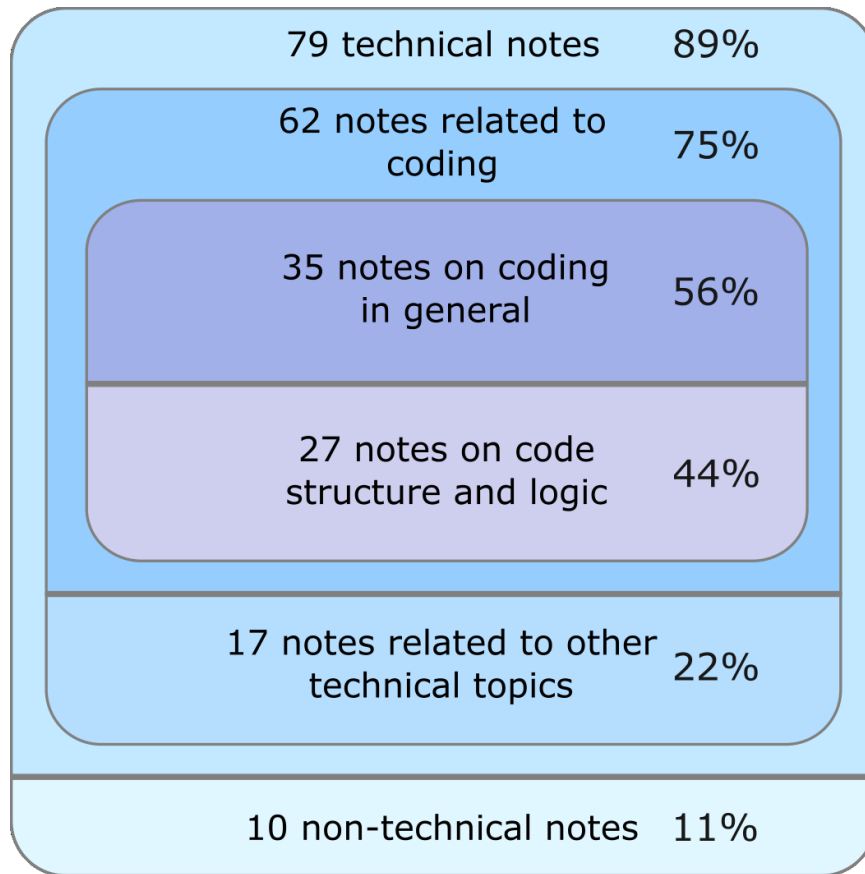 79 technical notes 89%
62 notes related to
coding 75%
35 notes on coding
in general 56%
27 notes on code
structure and logic 44%
17 notes related to other
technical topics 22%
10 non-technical notes 11%